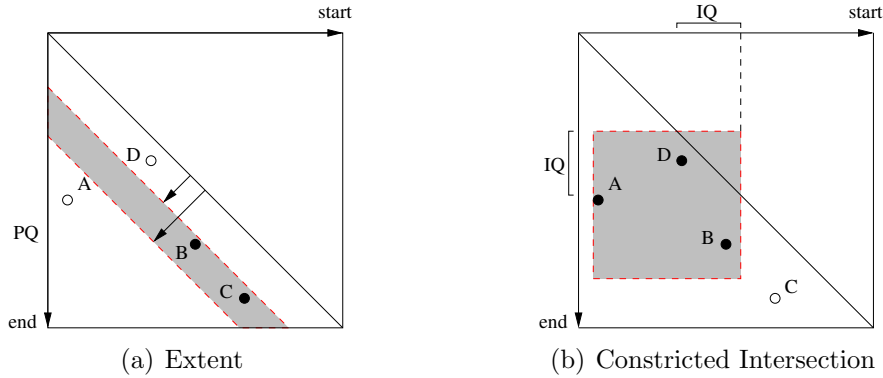 start
D
A
PQ
B
C
end
(a) Extent
IQ
start
IQ
D
A
B
C
end
(b) Constricted Intersection